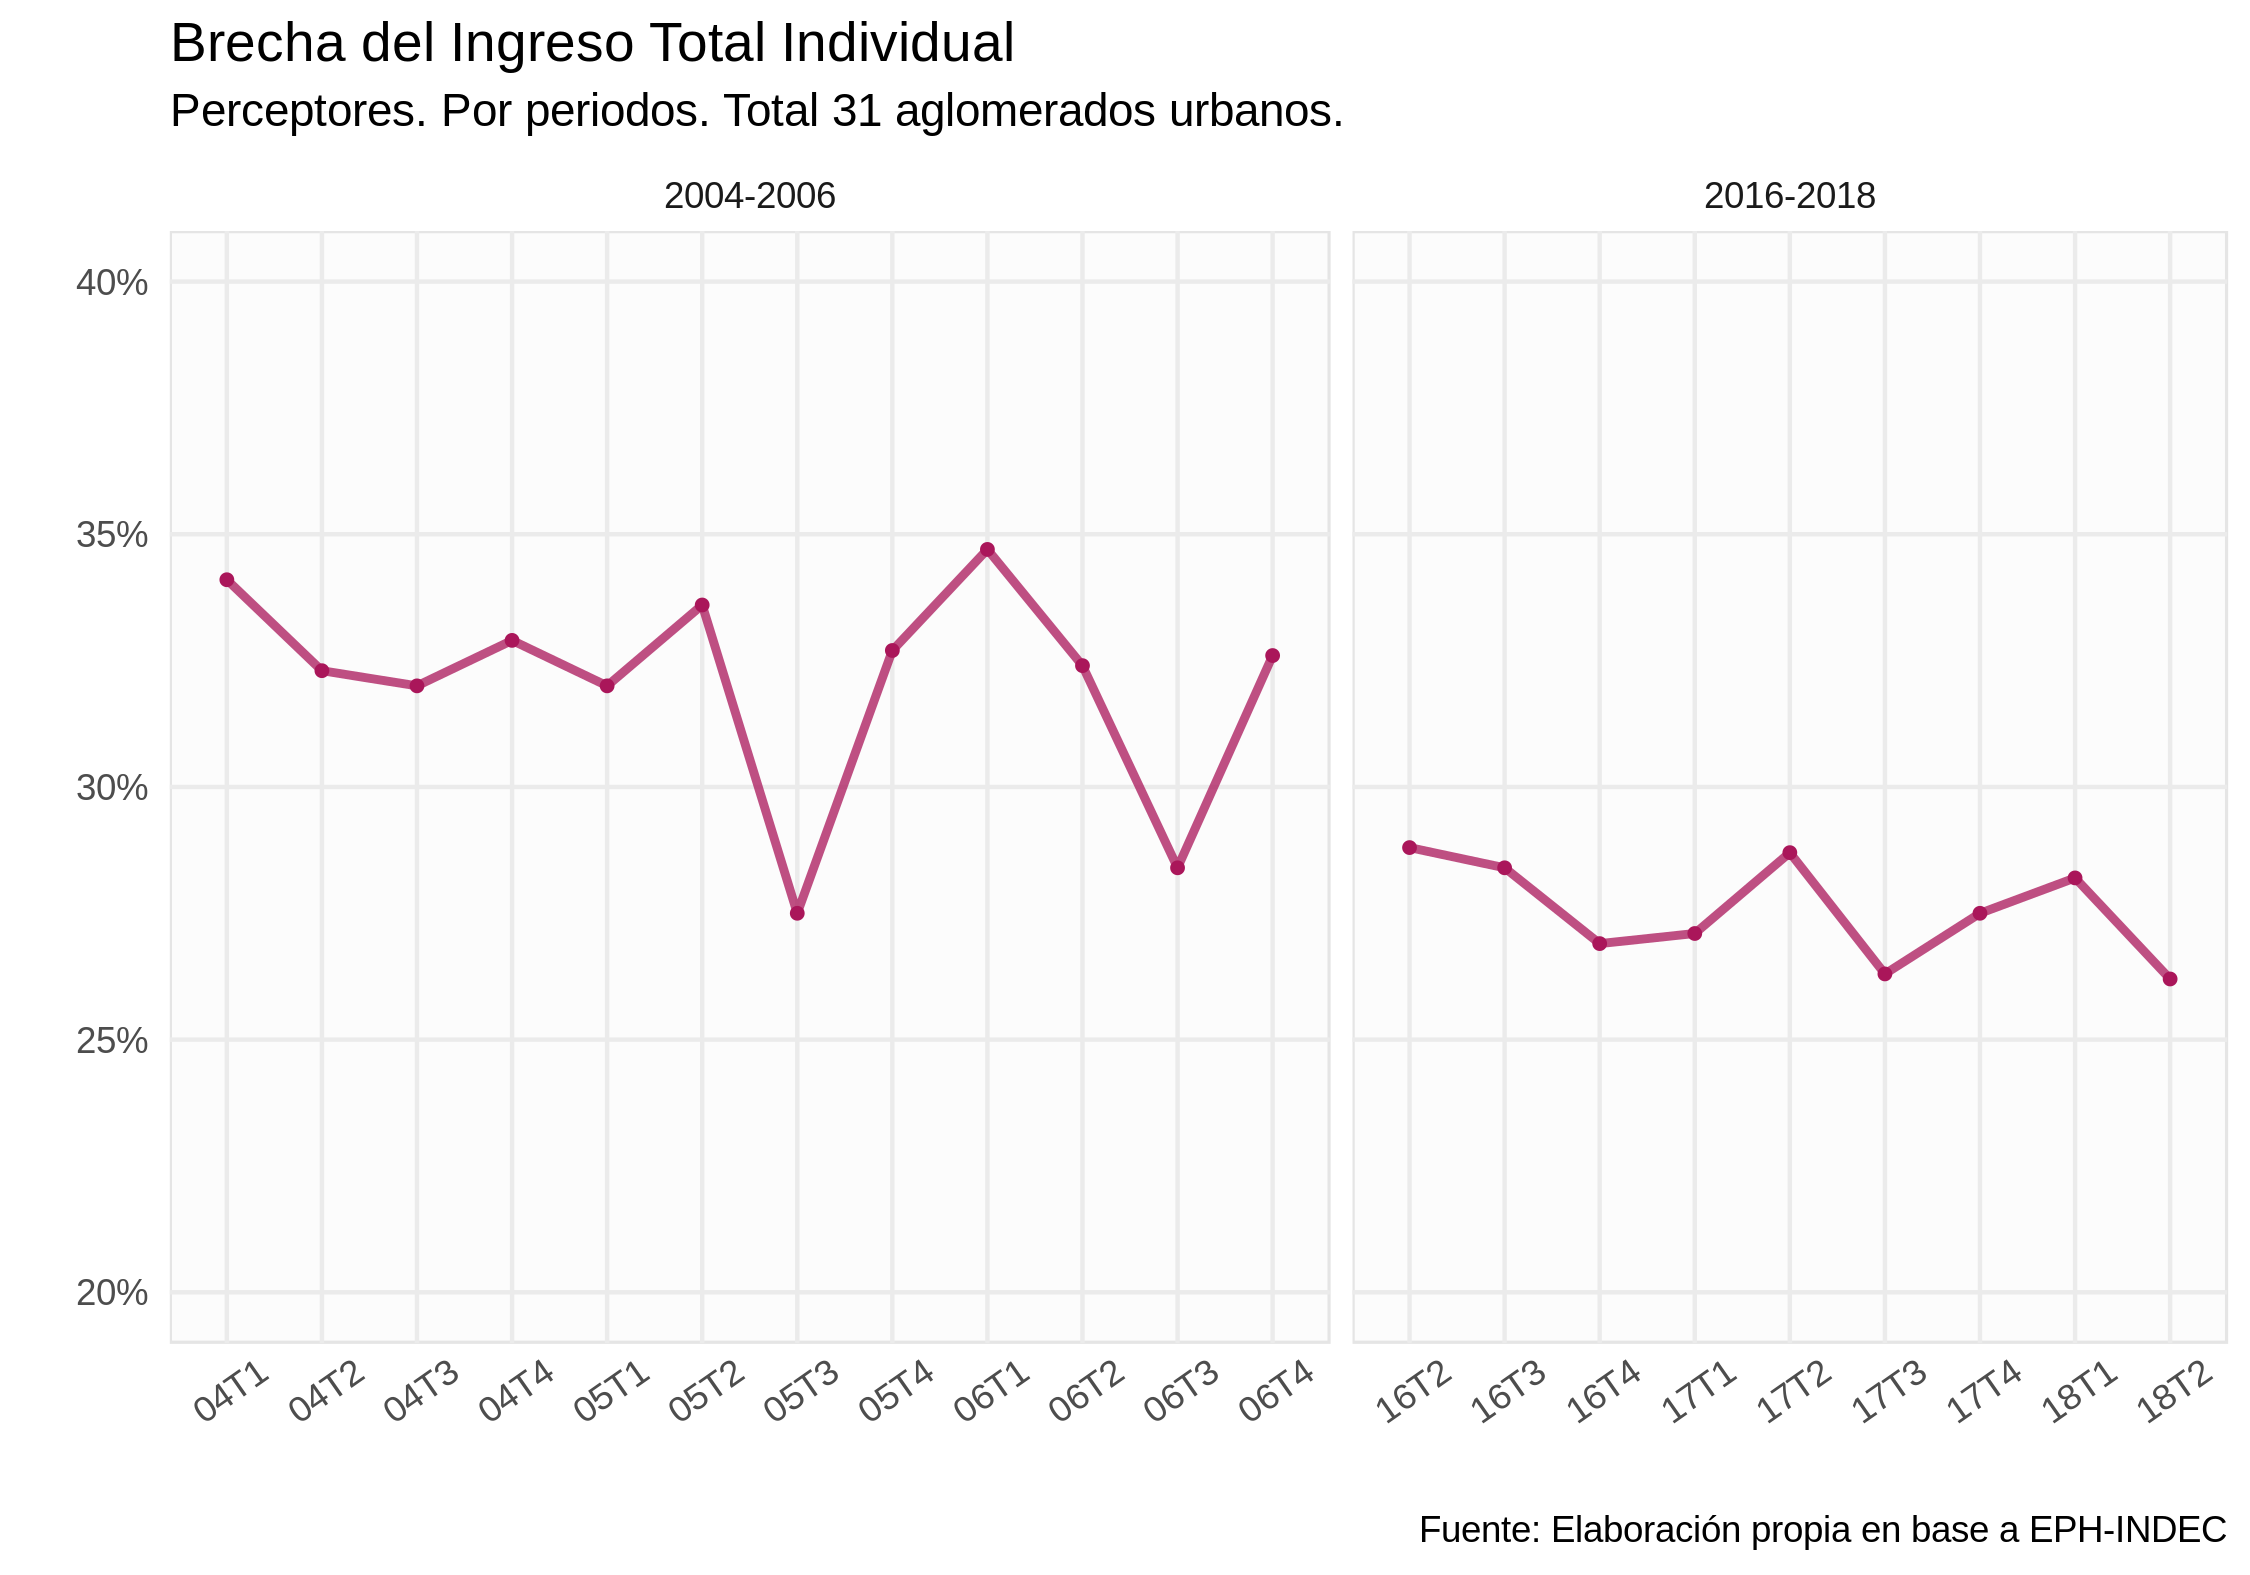 Brecha del Ingreso Total Individual
Perceptores. Por periodos. Total 31 aglomerados urbanos.
2004-2006
2016-2018
40%
35%
30%
25%
20%
04T1
04T2
04T3
04T4
05T1
05T2
05T3
05T4
06T1
06T2
06T3
06T4
16T2
16T3
16T4
17T1
17T2
17T3
17T4
18T1
18T2
Fuente: Elaboración propia en base a EPH-INDEC